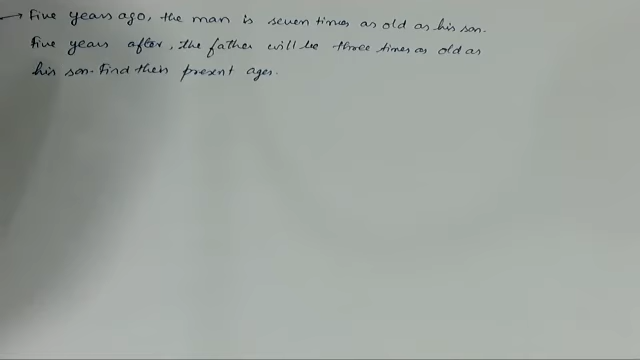 → Five years ago, the man is seven times as old as his son.
Five years after, the father will be three times as old as
his son. Find their present ages.